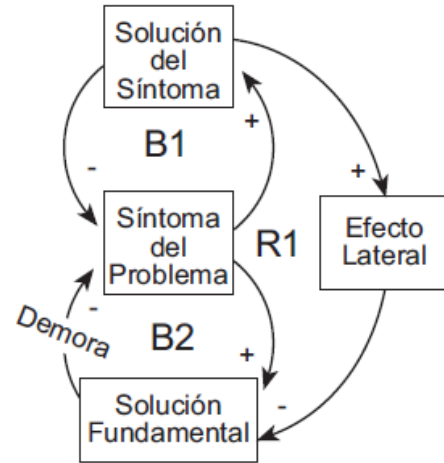 Solución
del
Síntoma
+
B1
-
+
Síntoma
del
Problema
R1
Efecto
Lateral
-
Demora
B2
+
-
Solución
Fundamental